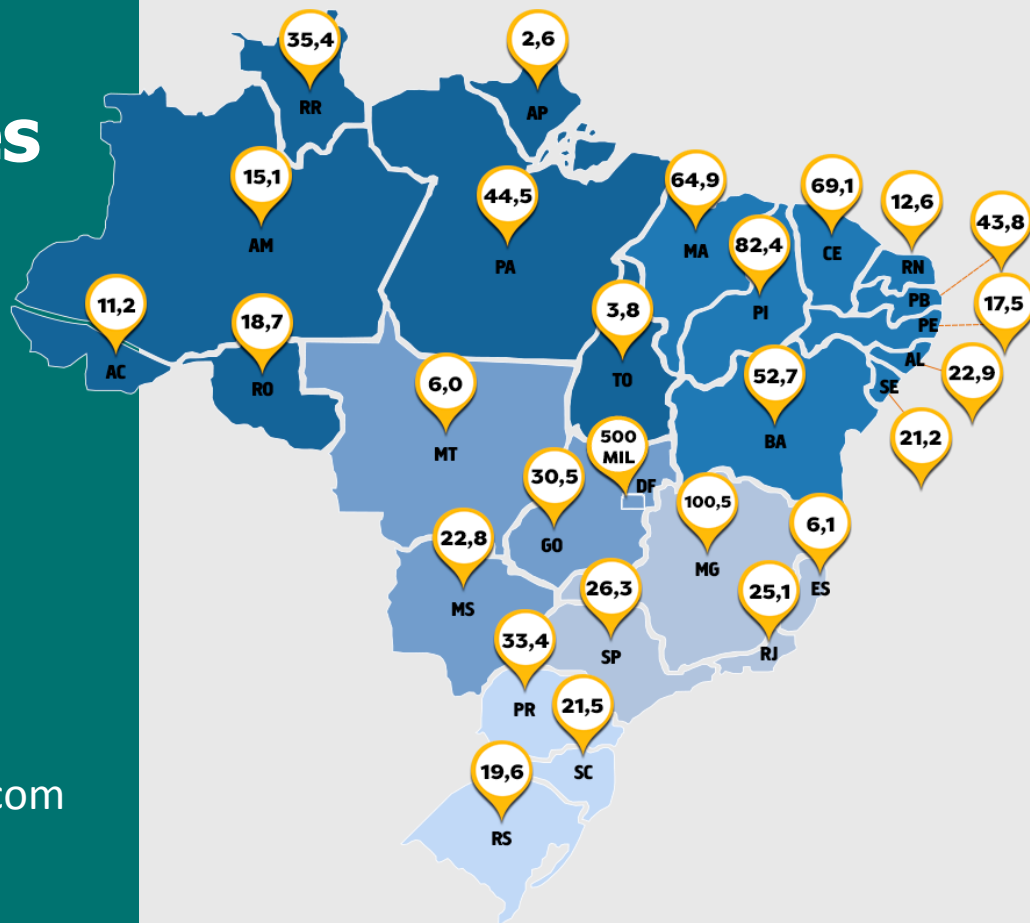 es
com
35,4
RR
2,6
AP
15,1
AM
44,5
PA
64,9
MA
82,4
PI
69,1
CE
12,6
RN
43,8
PB
17,5
PE
22,9
AL
21,2
SE
11,2
AC
18,7
RO
3,8
TO
6,0
MT
52,7
BA
500
MIL
DF
30,5
GO
100,5
MG
6,1
ES
22,8
MS
26,3
SP
25,1
RJ
33,4
PR
21,5
SC
19,6
RS